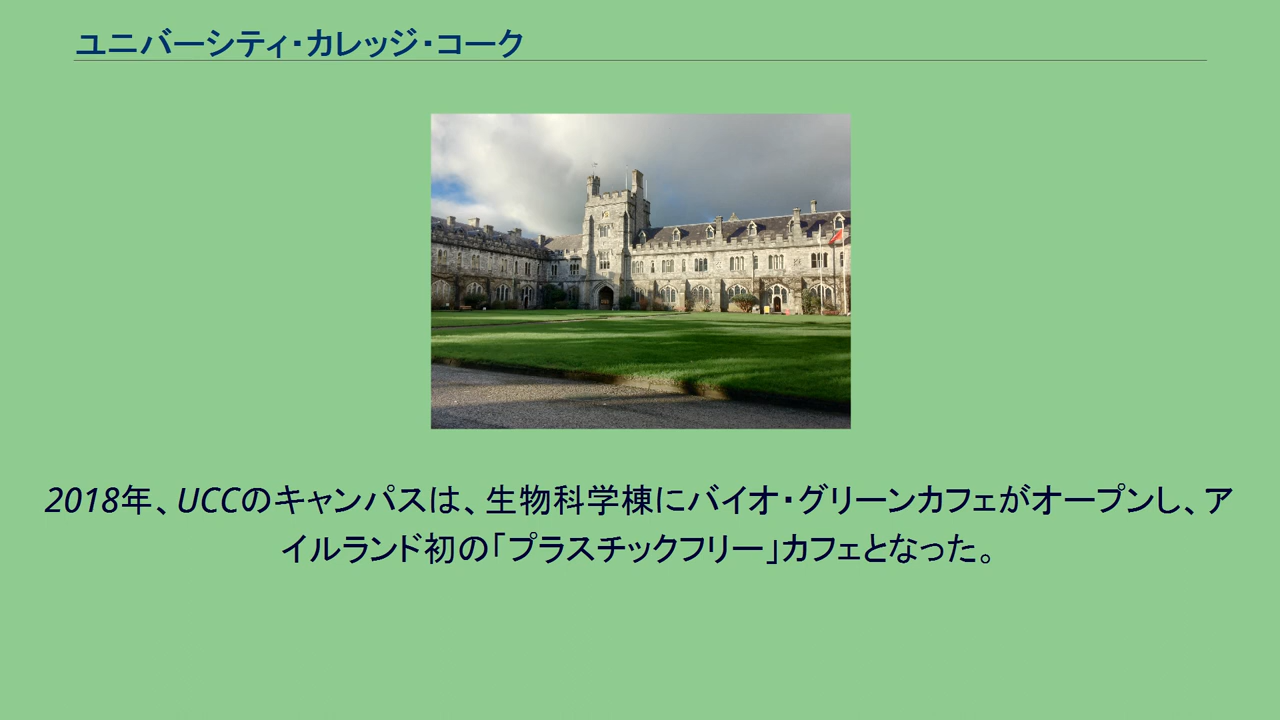 ユニバーシティ・カレッジ・コーク
2018年、UCCのキャンパスは、生物科学棟にバイオ・グリーンカフェがオープンし、ア
イルランド初の「プラスチックフリー」カフェとなった。